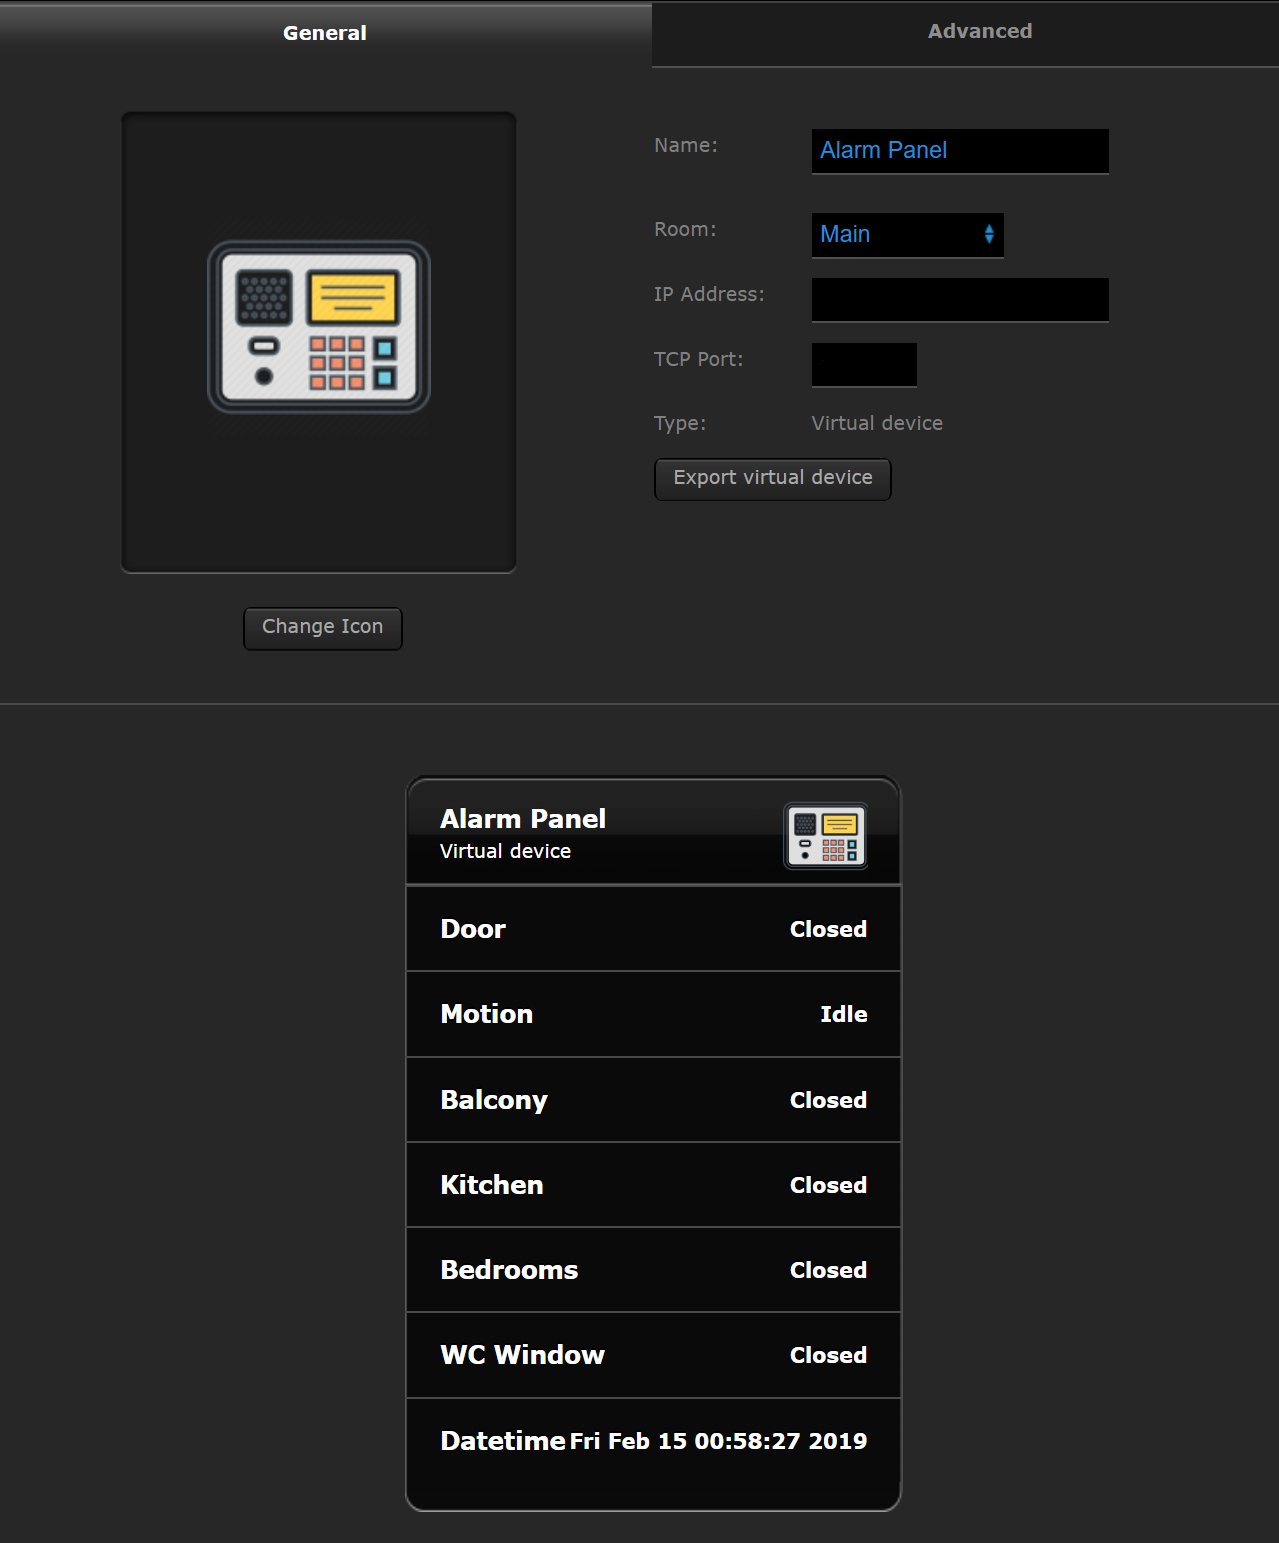 General
Advanced
Name:
Alarm Panel
Room:
Main
IP Address:
TCP Port:
Type:
Virtual device
Export virtual device
Change Icon
Alarm Panel
Virtual device
Door Closed
Motion Idle
Balcony Closed
Kitchen Closed
Bedrooms Closed
WC Window Closed
Datetime Fri Feb 15 00:58:27 2019